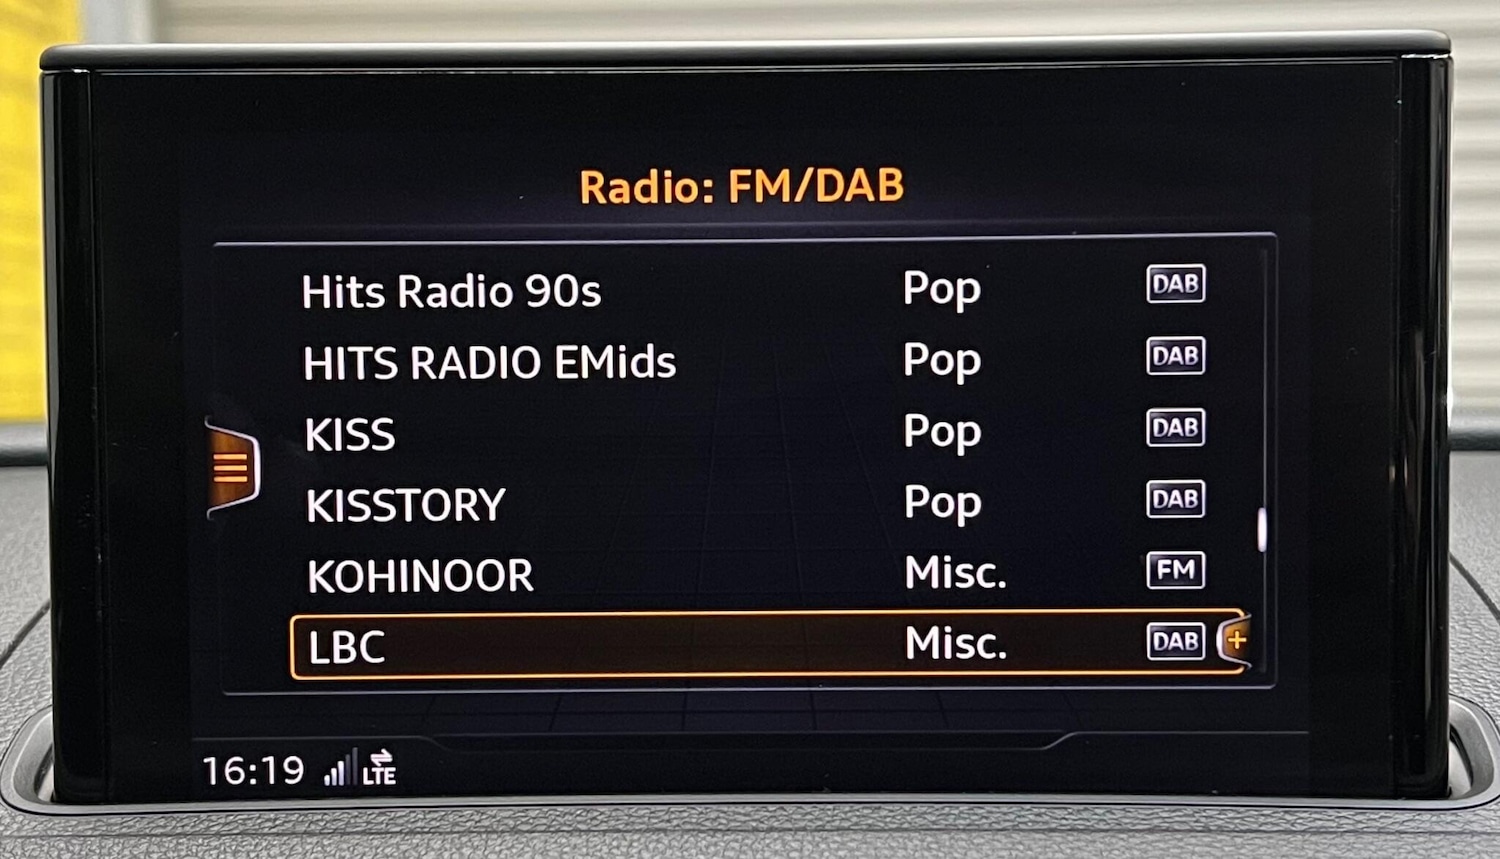 Radio: FM/DAB
Hits Radio 90s Pop DAB
HITS RADIO EMids Pop DAB
KISS Pop DAB
KISSTORY Pop DAB
KOHINOOR Misc. FM
LBC Misc. DAB +
16:19 LTE